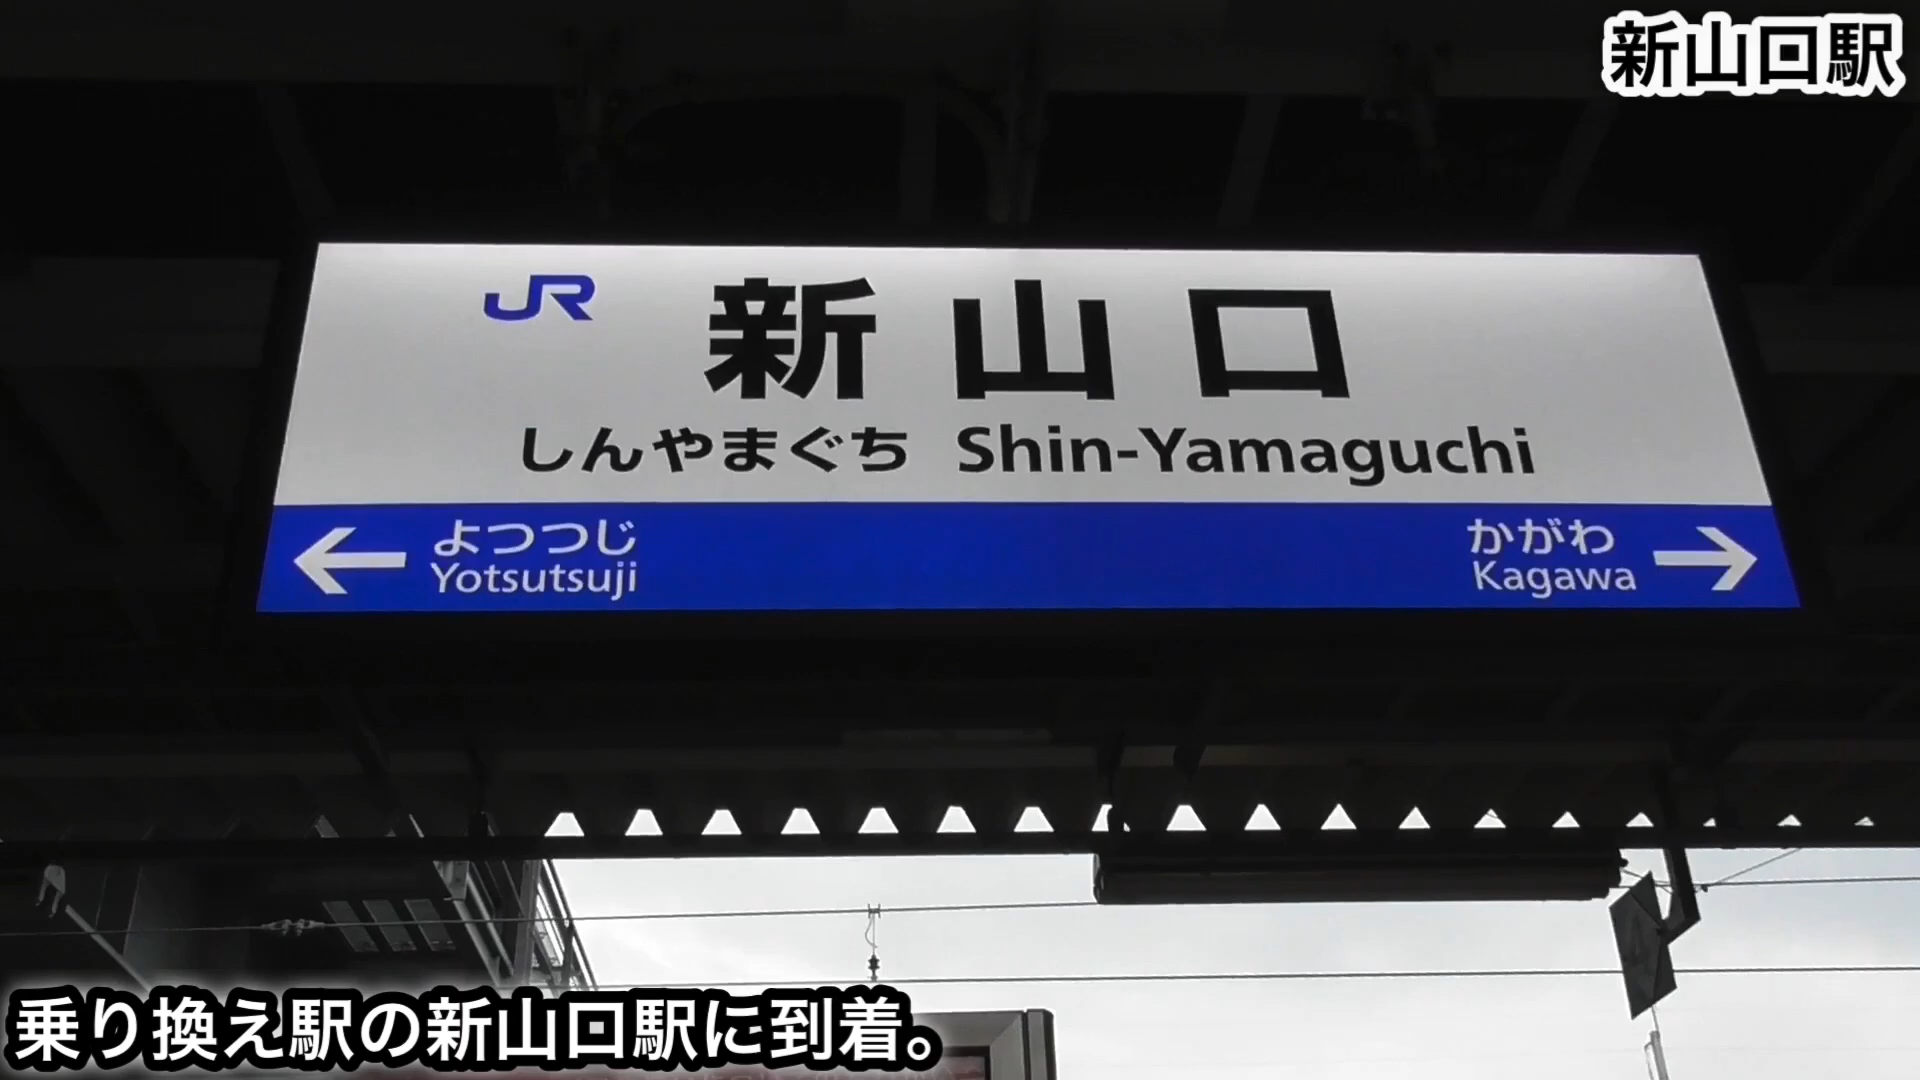 新山口駅
JR 新山口
しんやまぐち Shin-Yamaguchi
よつつじ
Yotsutsuji
かがわ
Kagawa
乗り換え駅の新山口駅に到着。